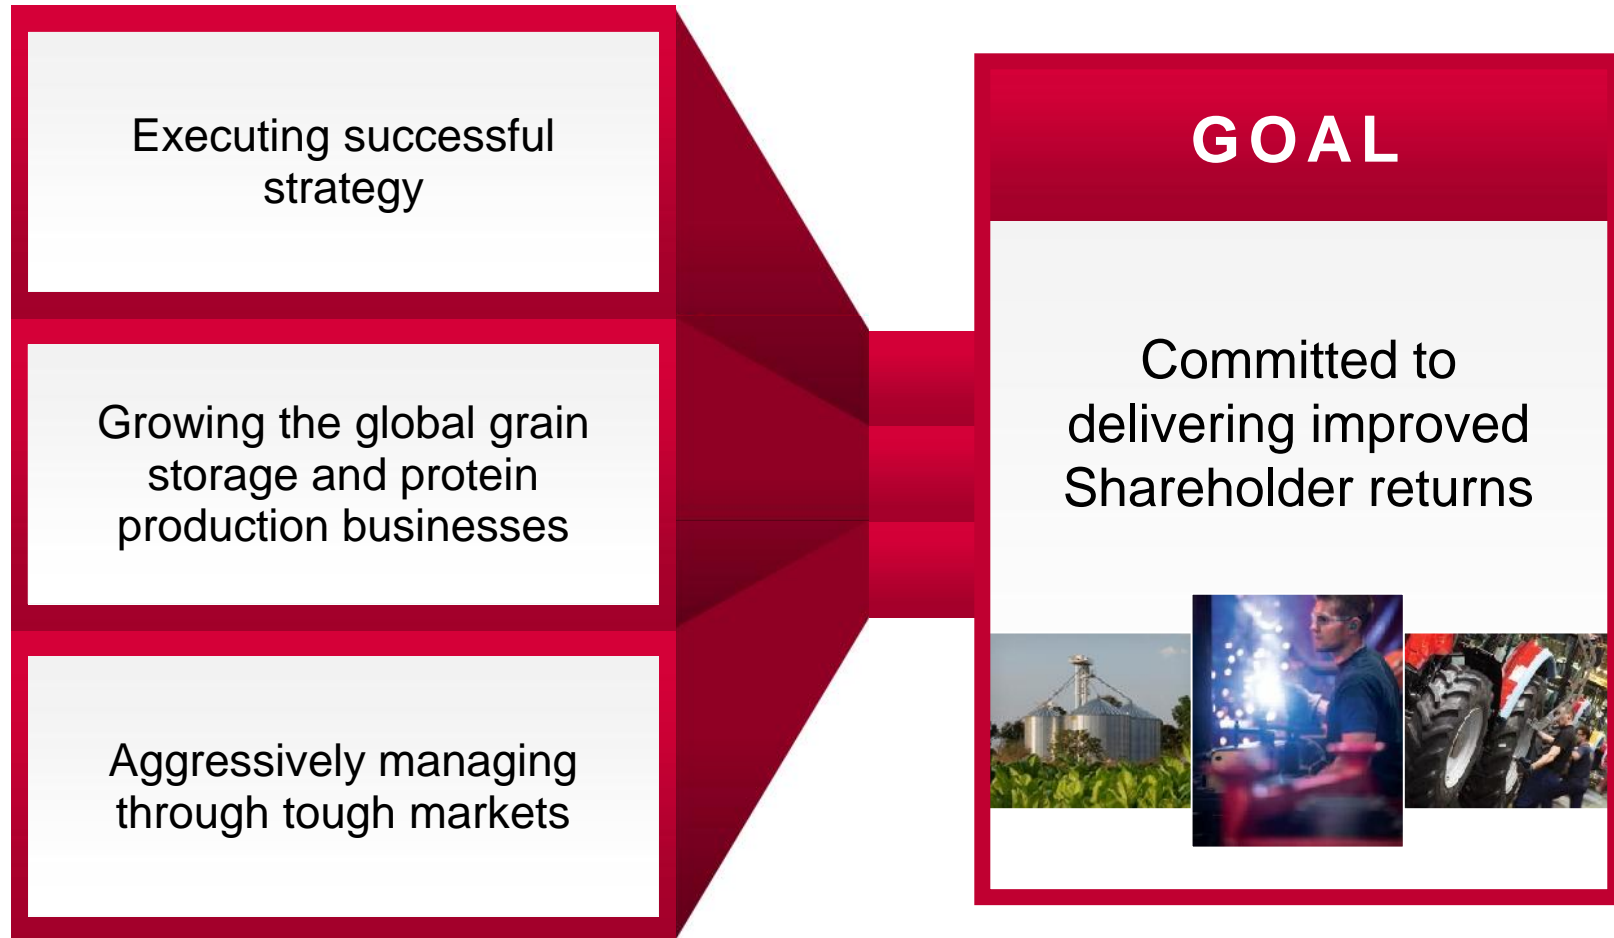 Executing successful
strategy
Growing the global grain
storage and protein
production businesses
Aggressively managing
through tough markets
GOAL
Committed to
delivering improved
Shareholder returns